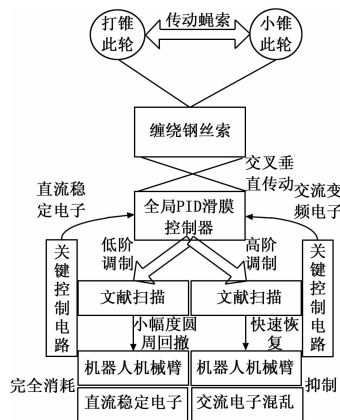 打锥
此轮
传动蝇索
小锥
此轮
缠绕钢丝索
交叉垂
直传动
直流稳
定电子
全局PID滑膜
控制器
交流变
频电子
低阶
调制
高阶
调制
关键控制电路
文献扫描
文献扫描
关键控制电路
小幅度圆
周回撤
快速恢
复
完全消耗
机器人机械臂
机器人机械臂
抑制
直流稳定电子
交流电子混乱